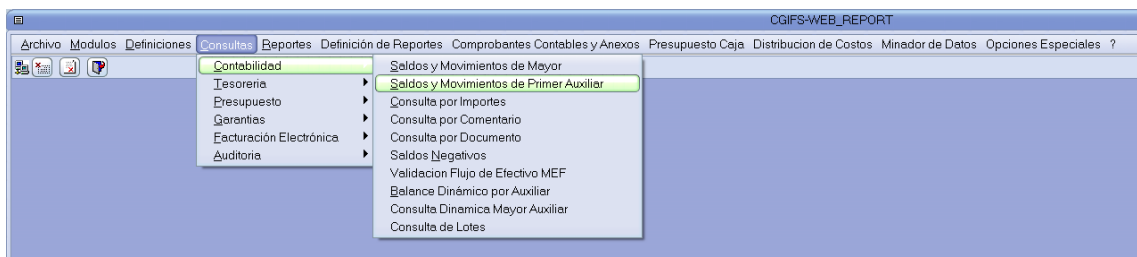 CGIFS-WEB_REPORT
Archivo Modulos Definiciones Consultas Reportes Definición de Reportes Comprobantes Contables y Anexos Presupuesto Caja Distribucion de Costos Minador de Datos Opciones Especiales ?
Contabilidad
Tesoreria
Presupuesto
Garantias
Facturación Electrónica
Auditoria
Saldos y Movimientos de Mayor
Saldos y Movimientos de Primer Auxiliar
Consulta por Importes
Consulta por Comentario
Consulta por Documento
Saldos Negativos
Validacion Flujo de Efectivo MEF
Balance Dinámico por Auxiliar
Consulta Dinamica Mayor Auxiliar
Consulta de Lotes